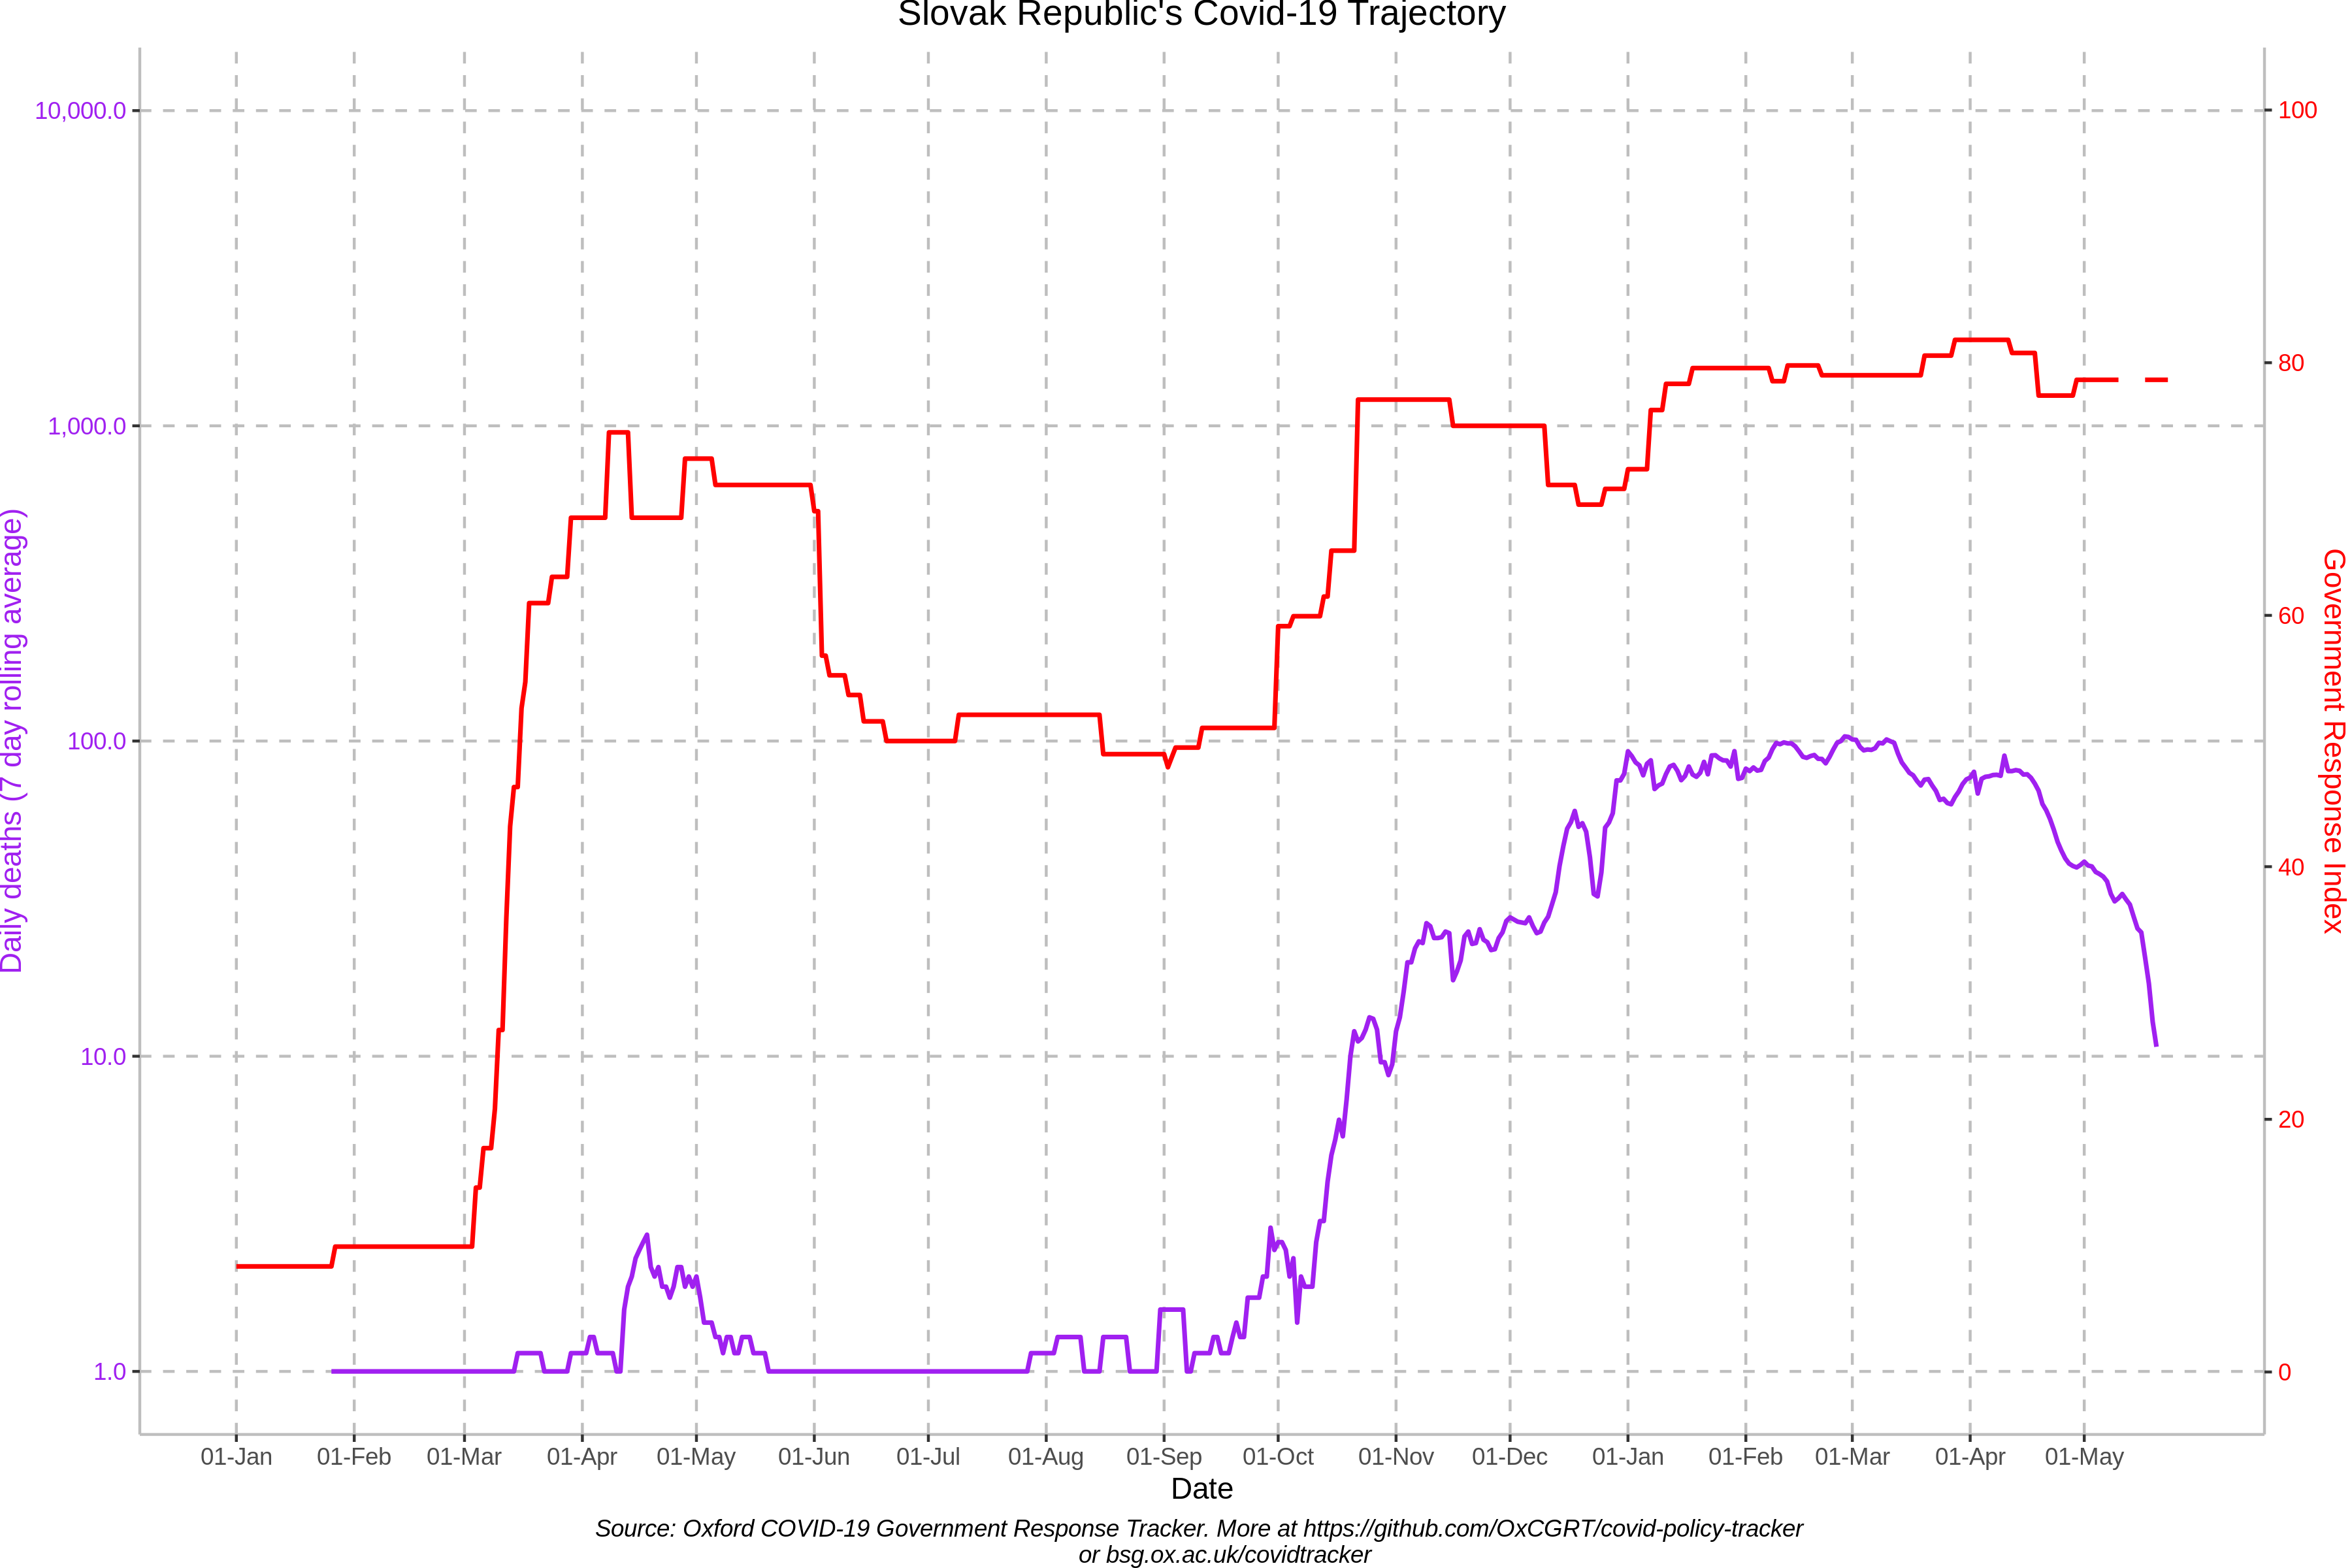 Slovak Republic's Covid-19 Trajectory
10,000.0
1,000.0
100.0
10.0
1.0
Daily deaths (7 day rolling average)
100
80
60
40
20
0
Government Response Index
01-Jan 01-Feb 01-Mar 01-Apr 01-May 01-Jun 01-Jul 01-Aug 01-Sep 01-Oct 01-Nov 01-Dec 01-Jan 01-Feb 01-Mar 01-Apr 01-May
Date
Source: Oxford COVID-19 Government Response Tracker. More at https://github.com/OxCGRT/covid-policy-tracker
or bsg.ox.ac.uk/covidtracker